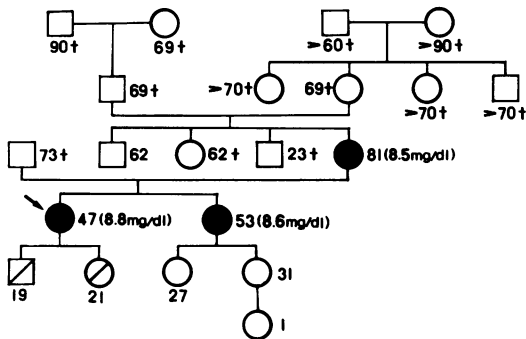 90† 69† ≥60† ≥90†
69† ≥70† 69† ≥70† ≥70†
73† 62 62† 23† 81(8.5mg/dl)
47(8.8mg/dl) 53(8.6mg/dl)
19 21 27 31
1